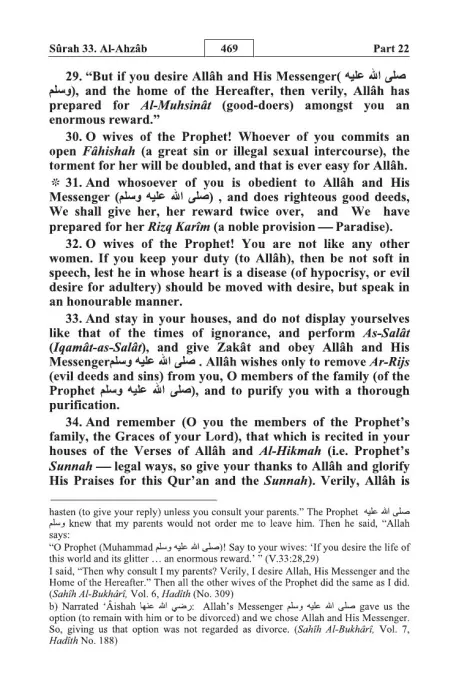 Sûrah 33. Al-Ahzâb 469 Part 22
29. “But if you desire Allâh and His Messenger( صلى الله عليه
وسلم), and the home of the Hereafter, then verily, Allâh has
prepared for Al-Muhsinât (good-doers) amongst you an
enormous reward.”
30. O wives of the Prophet! Whoever of you commits an
open Fâhishah (a great sin or illegal sexual intercourse), the
torment for her will be doubled, and that is ever easy for Allâh.
* 31. And whosoever of you is obedient to Allâh and His
Messenger (صلى الله عليه وسلم) , and does righteous good deeds,
We shall give her, her reward twice over, and We have
prepared for her Rizq Karîm (a noble provision — Paradise).
32. O wives of the Prophet! You are not like any other
women. If you keep your duty (to Allâh), then be not soft in
speech, lest he in whose heart is a disease (of hypocrisy, or evil
desire for adultery) should be moved with desire, but speak in
an honourable manner.
33. And stay in your houses, and do not display yourselves
like that of the times of ignorance, and perform As-Salât
(Iqamât-as-Salât), and give Zakât and obey Allâh and His
Messengerصلى الله عليه وسلم . Allâh wishes only to remove Ar-Rijs
(evil deeds and sins) from you, O members of the family (of the
Prophet صلى الله عليه وسلم), and to purify you with a thorough
purification.
34. And remember (O you the members of the Prophet’s
family, the Graces of your Lord), that which is recited in your
houses of the Verses of Allâh and Al-Hikmah (i.e. Prophet’s
Sunnah — legal ways, so give your thanks to Allâh and glorify
His Praises for this Qur’an and the Sunnah). Verily, Allâh is
hasten (to give your reply) unless you consult your parents.” The Prophet صلى الله عليه
وسلم knew that my parents would not order me to leave him. Then he said, “Allah
says:
“O Prophet (Muhammad صلى الله عليه وسلم)! Say to your wives: ‘If you desire the life of
this world and its glitter … an enormous reward.’ ” (V.33:28,29)
I said, “Then why consult I my parents? Verily, I desire Allah, His Messenger and the
Home of the Hereafter.” Then all the other wives of the Prophet did the same as I did.
(Sahîh Al-Bukhârî, Vol. 6, Hadîth (No. 309)
b) Narrated ‘Âishah رضي الله عنها: Allah’s Messenger صلى الله عليه وسلم gave us the
option (to remain with him or to be divorced) and we chose Allah and His Messenger.
So, giving us that option was not regarded as divorce. (Sahîh Al-Bukhârî, Vol. 7,
Hadîth No. 188)